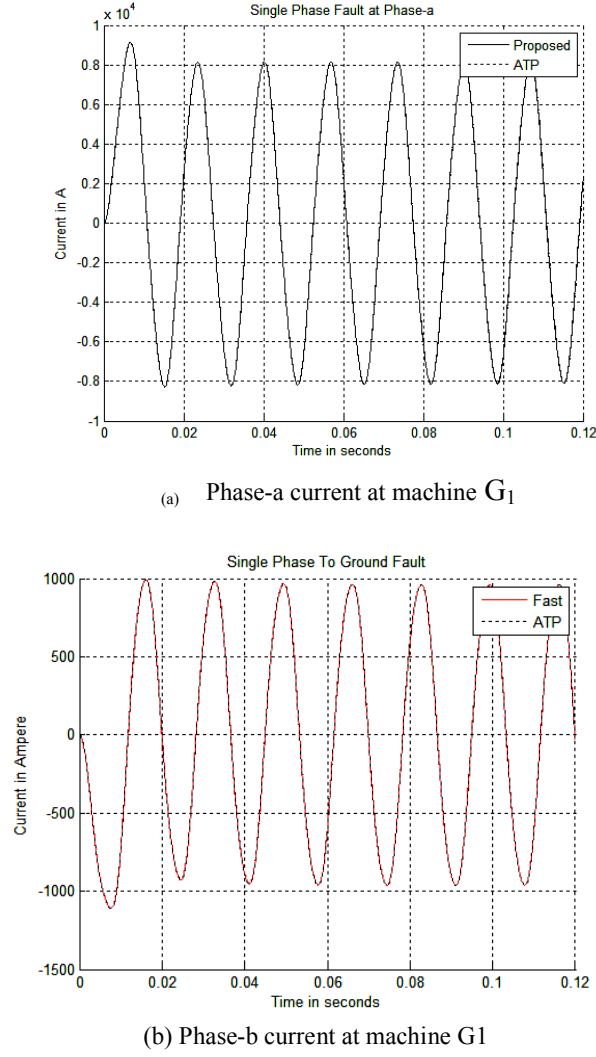 Single Phase Fault at Phase-a
x 10⁴
1
0.8
0.6
0.4
0.2
0
-0.2
-0.4
-0.6
-0.8
-1
Current in A
Proposed
ATP
0 0.02 0.04 0.06 0.08 0.1 0.12
Time in seconds
(a) Phase-a current at machine G₁
Single Phase To Ground Fault
1000
500
0
-500
-1000
-1500
Current in Ampere
Fast
ATP
0 0.02 0.04 0.06 0.08 0.1 0.12
Time in seconds
(b) Phase-b current at machine G1